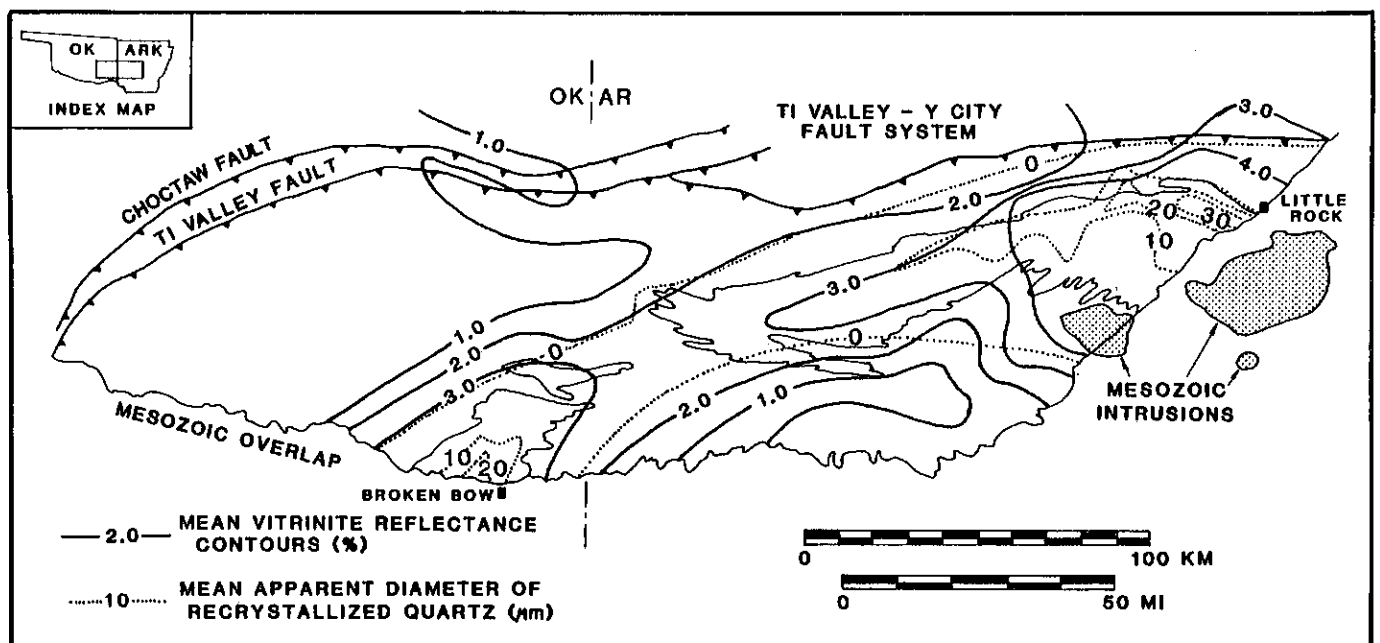 OK ARK
INDEX MAP
OK AR
TI VALLEY – Y CITY
FAULT SYSTEM
CHOCTAW FAULT
TI VALLEY FAULT
1.0
3.0
0
4.0
2.0
LITTLE
ROCK
20
30
10
3.0
1.0
2.0
0
3.0
0
2.0
1.0
MESOZOIC
INTRUSIONS
MESOZOIC OVERLAP
10
20
BROKEN BOW
2.0 MEAN VITRINITE REFLECTANCE
CONTOURS (%)
10 MEAN APPARENT DIAMETER OF
RECRYSTALLIZED QUARTZ (μm)
0 100 KM
0 50 MI